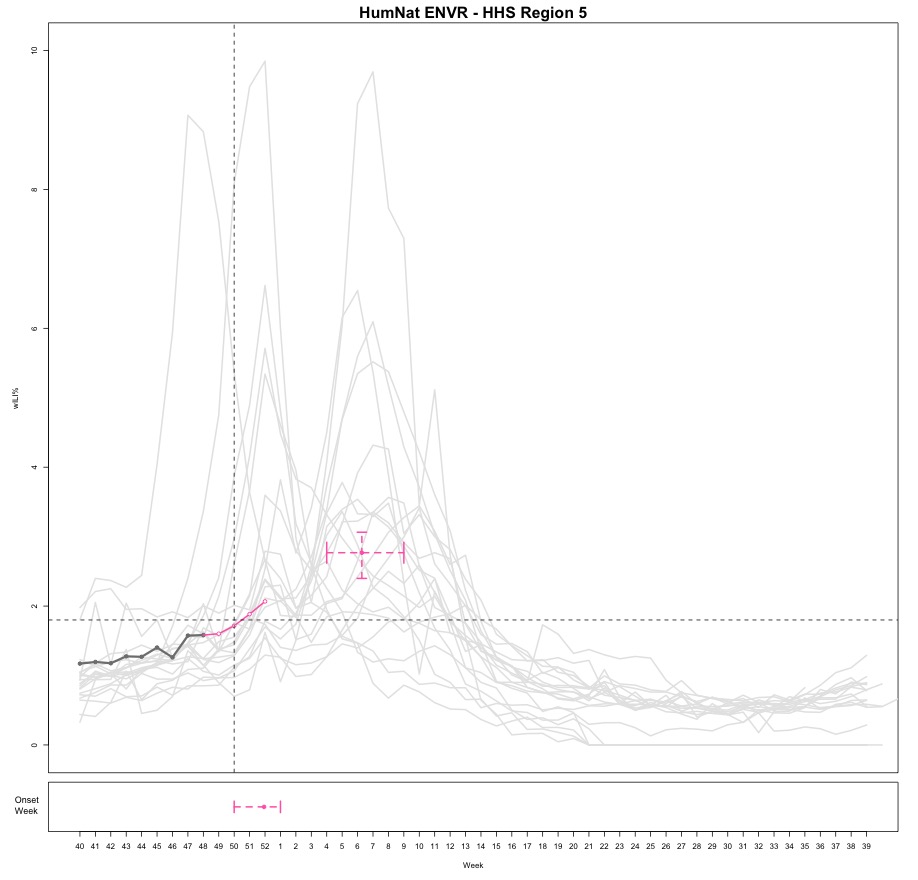 HumNat ENVR - HHS Region 5
wILI%
10
8
6
4
2
0
Onset
Week
40 41 42 43 44 45 46 47 48 49 50 51 52 1 2 3 4 5 6 7 8 9 10 11 12 13 14 15 16 17 18 19 20 21 22 23 24 25 26 27 28 29 30 31 32 33 34 35 36 37 38 39
Week